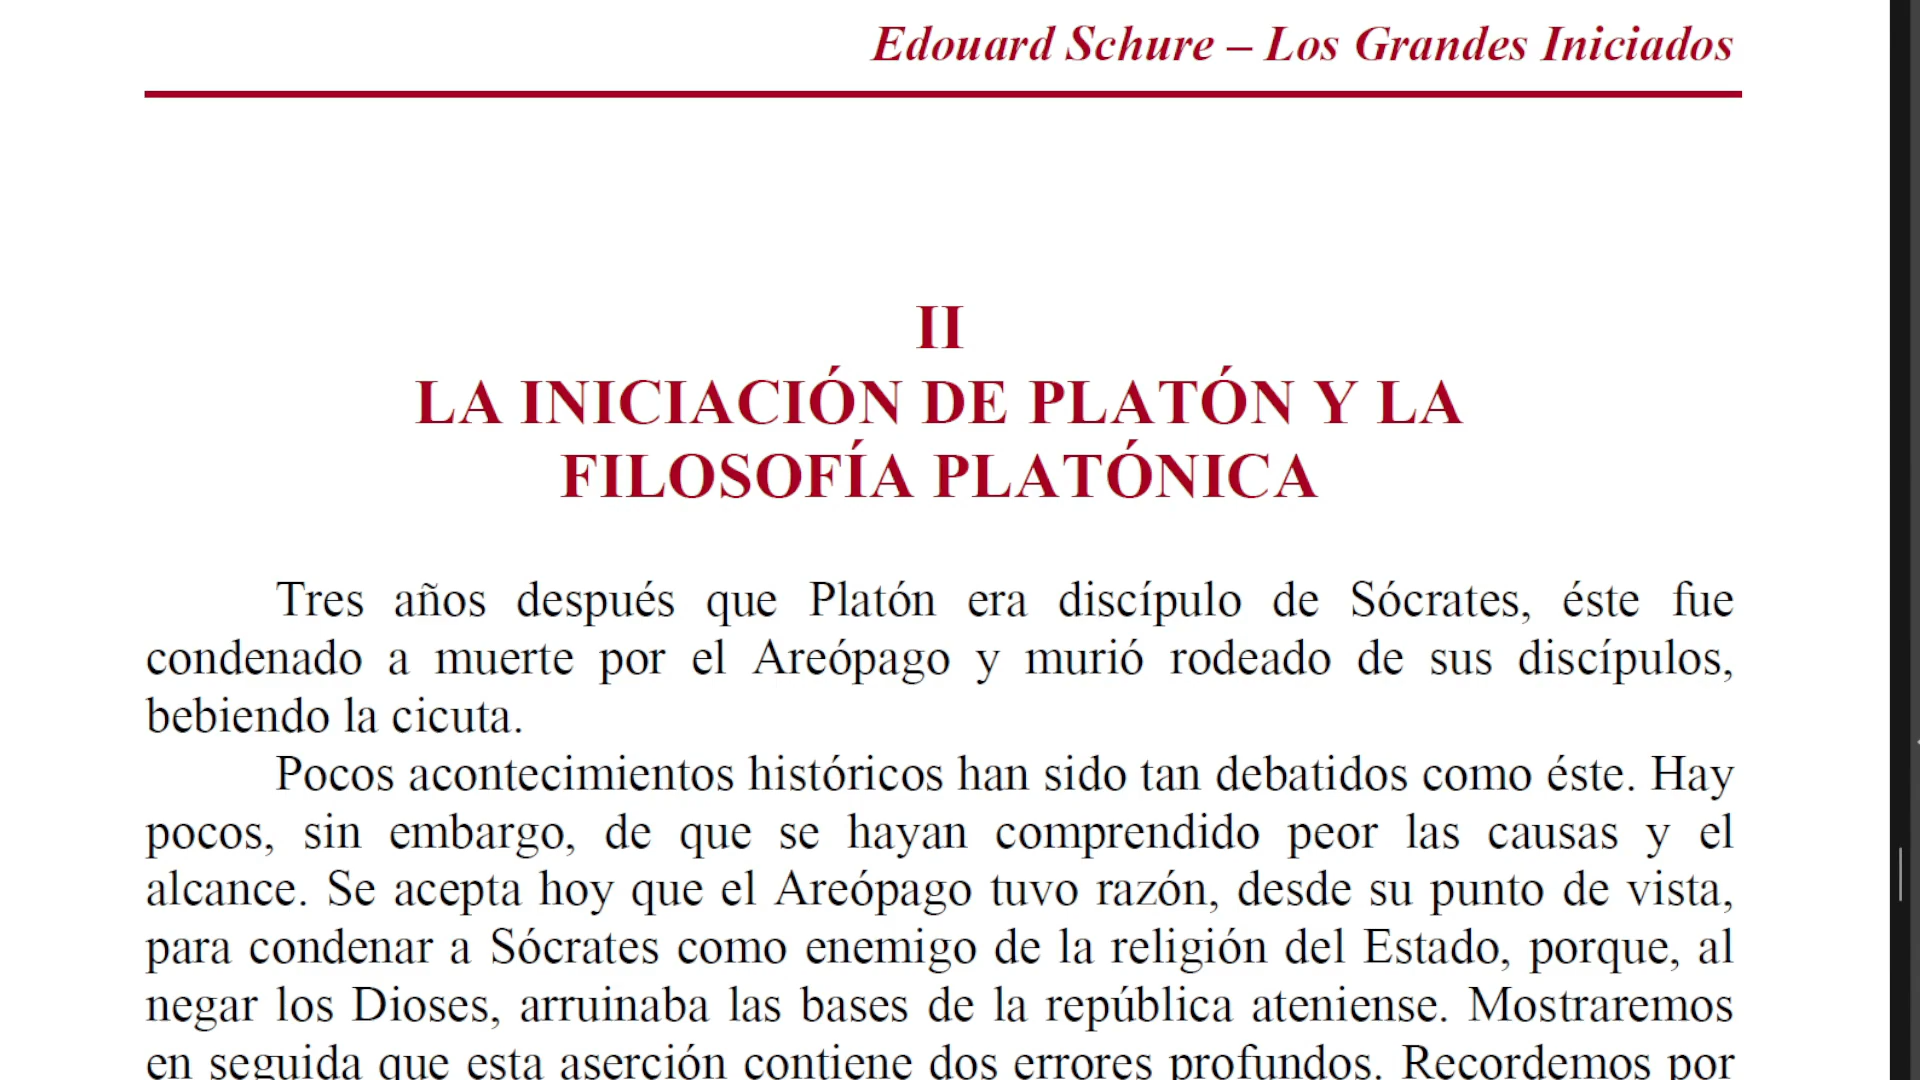 Edouard Schure – Los Grandes Iniciados
II
LA INICIACIÓN DE PLATÓN Y LA
FILOSOFÍA PLATÓNICA
Tres años después que Platón era discípulo de Sócrates, éste fue
condenado a muerte por el Areópago y murió rodeado de sus discípulos,
bebiendo la cicuta.
Pocos acontecimientos históricos han sido tan debatidos como éste. Hay
pocos, sin embargo, de que se hayan comprendido peor las causas y el
alcance. Se acepta hoy que el Areópago tuvo razón, desde su punto de vista,
para condenar a Sócrates como enemigo de la religión del Estado, porque, al
negar los Dioses, arruinaba las bases de la república ateniense. Mostraremos
en seguida que esta aserción contiene dos errores profundos. Recordemos por